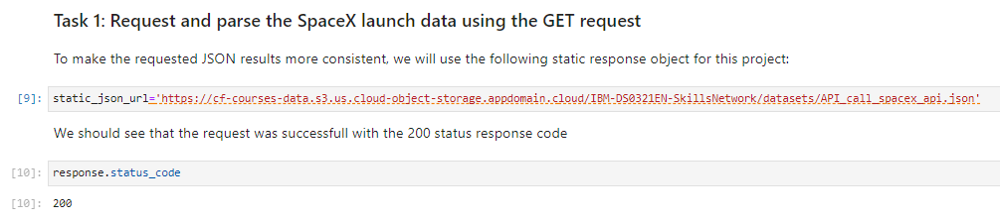 Task 1: Request and parse the SpaceX launch data using the GET request
To make the requested JSON results more consistent, we will use the following static response object for this project:
[9]: static_json_url='https://cf-courses-data.s3.us.cloud-object-storage.appdomain.cloud/IBM-DS0321EN-SkillsNetwork/datasets/API_call_spacex_api.json'
We should see that the request was successfull with the 200 status response code
[10]: response.status_code
[10]: 200